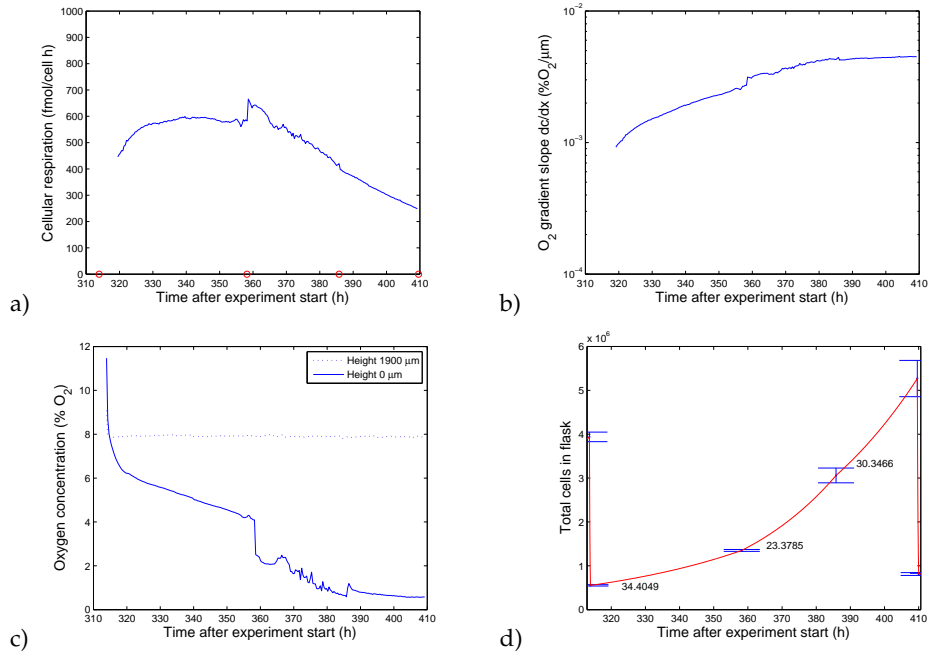 1000
900
800
700
600
500
400
300
200
100
0
310 320 330 340 350 360 370 380 390 400 410
Cellular respiration (fmol/cell h)
Time after experiment start (h)
a)
10⁻²
10⁻³
10⁻⁴
310 320 330 340 350 360 370 380 390 400 410
O₂ gradient slope dc/dx (%O₂/μm)
Time after experiment start (h)
b)
12
10
8
6
4
2
0
310 320 330 340 350 360 370 380 390 400 410
Oxygen concentration (% O₂)
Height 1900 μm
Height 0 μm
Time after experiment start (h)
c)
x 10⁶
6
5
4
3
2
1
0
320 330 340 350 360 370 380 390 400 410
Total cells in flask
34.4049
23.3785
30.3466
Time after experiment start (h)
d)